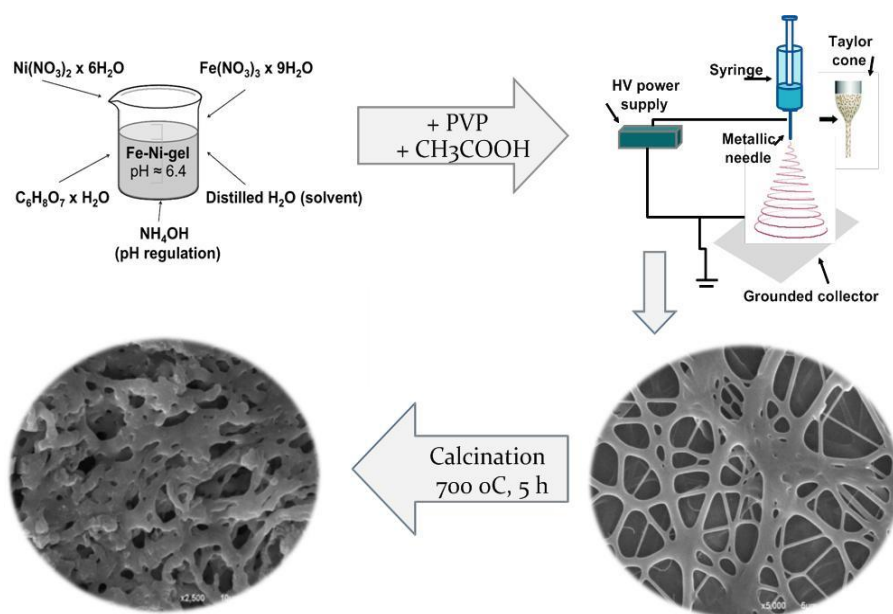 Ni(NO₃)₂ x 6H₂O
Fe(NO₃)₃ x 9H₂O
Fe-Ni-gel
pH ≈ 6.4
C₆H₈O₇ x H₂O
Distilled H₂O (solvent)
NH₄OH
(pH regulation)
+ PVP
+ CH3COOH
HV power
supply
Syringe
Taylor
cone
Metallic
needle
Grounded collector
Calcination
700 oC, 5 h
x2,500 10
x5,000 5